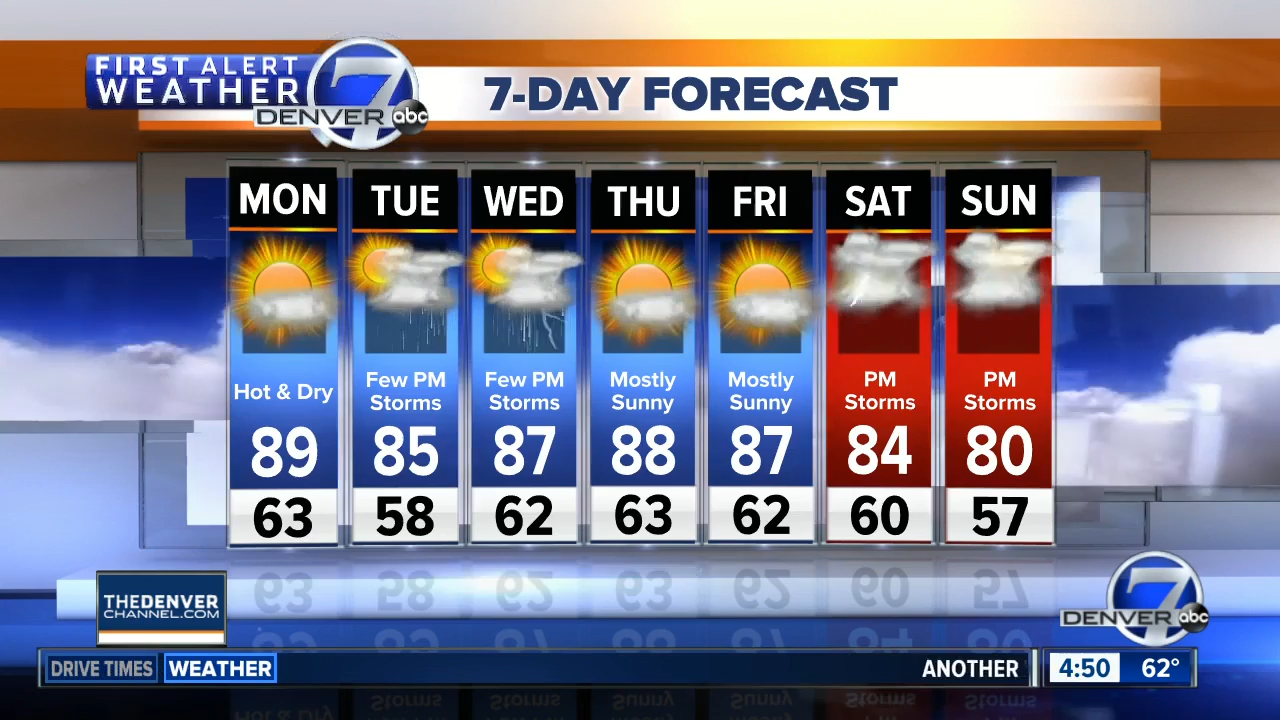 FIRST ALERT
WEATHER
7
DENVER abc
7-DAY FORECAST
MON TUE WED THU FRI SAT SUN
Hot & Dry
Few PM
Storms
Few PM
Storms
Mostly
Sunny
Mostly
Sunny
PM
Storms
PM
Storms
89 85 87 88 87 84 80
63 58 62 63 62 60 57
THEDENVER
CHANNEL.COM
7
DENVER abc
DRIVE TIMES WEATHER ANOTHER 4:50 62°